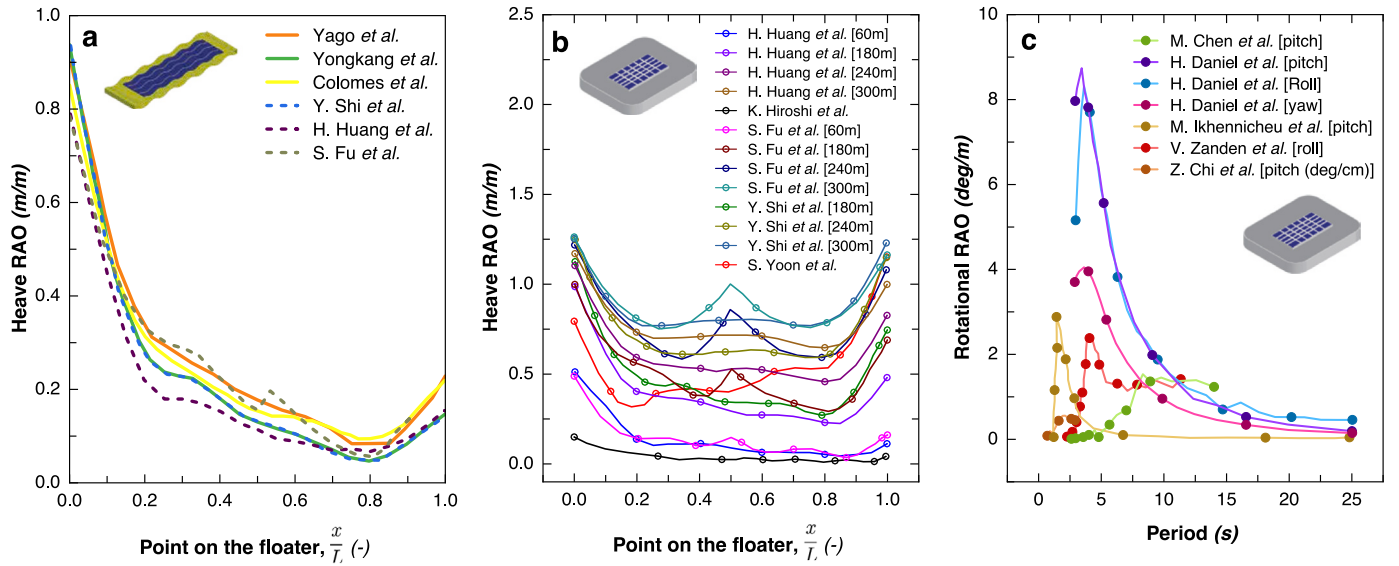 a
Yago et al.
Yongkang et al.
Colomes et al.
Y. Shi et al.
H. Huang et al.
S. Fu et al.
1.0
0.8
0.6
0.4
0.2
0.0
Heave RAO (m/m)
0.0 0.2 0.4 0.6 0.8 1.0
Point on the floater, x/L (-)
b
H. Huang et al. [60m]
H. Huang et al. [180m]
H. Huang et al. [240m]
H. Huang et al. [300m]
K. Hiroshi et al.
S. Fu et al. [60m]
S. Fu et al. [180m]
S. Fu et al. [240m]
S. Fu et al. [300m]
Y. Shi et al. [180m]
Y. Shi et al. [240m]
Y. Shi et al. [300m]
S. Yoon et al.
2.5
2.0
1.5
1.0
0.5
0.0
Heave RAO (m/m)
0.0 0.2 0.4 0.6 0.8 1.0
Point on the floater, x/L (-)
c
M. Chen et al. [pitch]
H. Daniel et al. [pitch]
H. Daniel et al. [Roll]
H. Daniel et al. [yaw]
M. Ikhennicheu et al. [pitch]
V. Zanden et al. [roll]
Z. Chi et al. [pitch (deg/cm)]
10
8
6
4
2
0
Rotational RAO (deg/m)
0 5 10 15 20 25
Period (s)